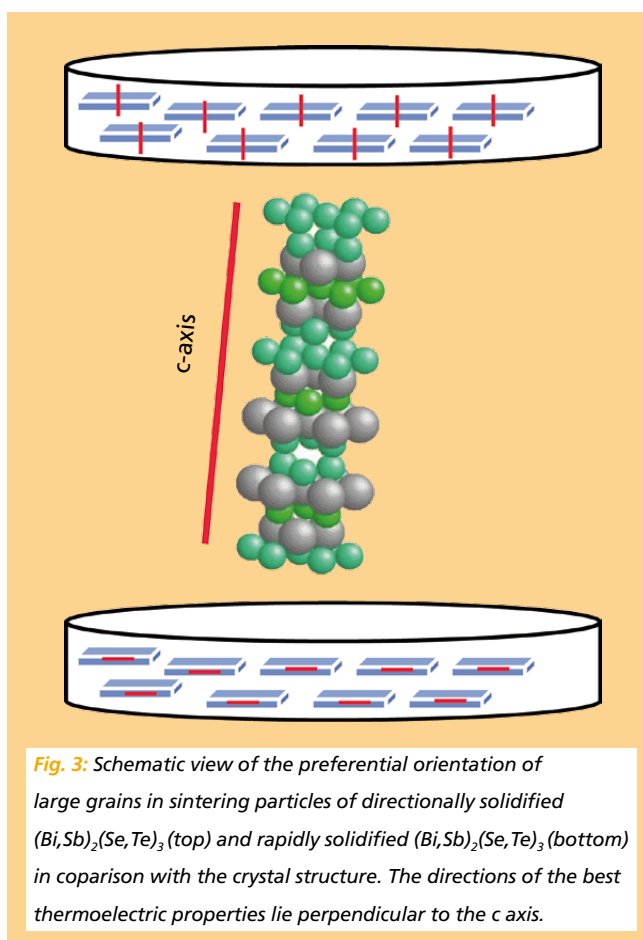 c-axis
Fig. 3: Schematic view of the preferential orientation of
large grains in sintering particles of directionally solidified
(Bi,Sb)₂(Se,Te)₃ (top) and rapidly solidified (Bi,Sb)₂(Se,Te)₃ (bottom)
in coparison with the crystal structure. The directions of the best
thermoelectric properties lie perpendicular to the c axis.